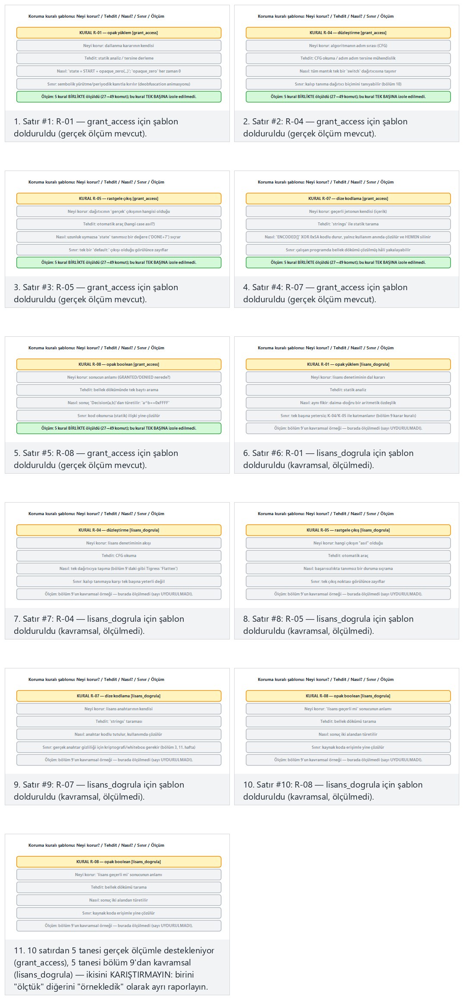 Koruma kuralı şablonu: Neyi korur? / Tehdit / Nasıl? / Sınır / Ölçüm
KURAL R-01 — opak yüklem [grant_access]
Neyi korur: dallanma kararının kendisi
Tehdit: statik analiz / tersine derleme
Nasıl: `state = START + opaque_zero(...)`; `opaque_zero` her zaman 0
Sınır: sembolik yürütme/periyodik kanıtla kırılır (deobfuscation animasyonu)
Ölçüm: 5 kural BİRLİKTE ölçüldü (27→49 komut); bu kural TEK BAŞINA izole edilmedi.
1. Satır #1: R-01 — grant_access için şablon
dolduruldu (gerçek ölçüm mevcut).
Koruma kuralı şablonu: Neyi korur? / Tehdit / Nasıl? / Sınır / Ölçüm
KURAL R-04 — düzleştirme [grant_access]
Neyi korur: algoritmanın adım sırası (CFG)
Tehdit: CFG okuma / adım adım tersine mühendislik
Nasıl: tüm mantık tek bir `switch` dağıtıcısına taşınır
Sınır: kalıp tanıma dağıtıcı biçimini tanıyabilir (bölüm 10)
Ölçüm: 5 kural BİRLİKTE ölçüldü (27→49 komut); bu kural TEK BAŞINA izole edilmedi.
2. Satır #2: R-04 — grant_access için şablon
dolduruldu (gerçek ölçüm mevcut).
Koruma kuralı şablonu: Neyi korur? / Tehdit / Nasıl? / Sınır / Ölçüm
KURAL R-05 — rastgele çıkış [grant_access]
Neyi korur: dağıtıcının 'gerçek' çıkışının hangisi olduğu
Tehdit: otomatik araç (hangi case asıl?)
Nasıl: uzunluk uymazsa `state` tanımsız bir değere (`DONE+7`) sıçrar
Sınır: tek bir `default:` çıkışı olduğu görülünce zayıflar
Ölçüm: 5 kural BİRLİKTE ölçüldü (27→49 komut); bu kural TEK BAŞINA izole edilmedi.
3. Satır #3: R-05 — grant_access için şablon
dolduruldu (gerçek ölçüm mevcut).
Koruma kuralı şablonu: Neyi korur? / Tehdit / Nasıl? / Sınır / Ölçüm
KURAL R-07 — dize kodlama [grant_access]
Neyi korur: geçerli jetonun kendisi (içerik)
Tehdit: `strings` ile statik tarama
Nasıl: `ENCODED[]` XOR 0x5A kodlu durur, yalnız kullanım anında çözülür ve HEMEN silinir
Sınır: çalışan programda bellek dökümü çözülmüş hâli yakalayabilir
Ölçüm: 5 kural BİRLİKTE ölçüldü (27→49 komut); bu kural TEK BAŞINA izole edilmedi.
4. Satır #4: R-07 — grant_access için şablon
dolduruldu (gerçek ölçüm mevcut).
Koruma kuralı şablonu: Neyi korur? / Tehdit / Nasıl? / Sınır / Ölçüm
KURAL R-08 — opak boolean [grant_access]
Neyi korur: sonucun anlamı (GRANTED/DENIED nerede?)
Tehdit: bellek dökümünde tek baytı arama
Nasıl: sonuç `Decision{a,b}`dan türetilir: `a^b==0xFFFF`
Sınır: kod okunursa (statik) ilişki yine çözülür
Ölçüm: 5 kural BİRLİKTE ölçüldü (27→49 komut); bu kural TEK BAŞINA izole edilmedi.
5. Satır #5: R-08 — grant_access için şablon
dolduruldu (gerçek ölçüm mevcut).
Koruma kuralı şablonu: Neyi korur? / Tehdit / Nasıl? / Sınır / Ölçüm
KURAL R-01 — opak yüklem [lisans_dogrula]
Neyi korur: lisans denetiminin dal kararı
Tehdit: statik analiz
Nasıl: aynı fikir: daima-doğru bir aritmetik özdeşlik
Sınır: tek başına yetersiz; K-04/K-05 ile katmanlanır (bölüm 9 karar kuralı)
Ölçüm: bölüm 9'un kavramsal örneği — burada ölçülmedi (sayı UYDURULMADI).
6. Satır #6: R-01 — lisans_dogrula için şablon
dolduruldu (kavramsal, ölçülmedi).
Koruma kuralı şablonu: Neyi korur? / Tehdit / Nasıl? / Sınır / Ölçüm
KURAL R-04 — düzleştirme [lisans_dogrula]
Neyi korur: lisans denetiminin akışı
Tehdit: CFG okuma
Nasıl: tek dağıtıcıya taşıma (bölüm 9'daki gibi Tigress `Flatten`)
Sınır: kalıp tanımaya karşı tek başına yeterli değil
Ölçüm: bölüm 9'un kavramsal örneği — burada ölçülmedi (sayı UYDURULMADI).
7. Satır #7: R-04 — lisans_dogrula için şablon
dolduruldu (kavramsal, ölçülmedi).
Koruma kuralı şablonu: Neyi korur? / Tehdit / Nasıl? / Sınır / Ölçüm
KURAL R-05 — rastgele çıkış [lisans_dogrula]
Neyi korur: hangi çıkışın "asıl" olduğu
Tehdit: otomatik araç
Nasıl: başarısızlıkta tanımsız bir duruma sıçrama
Sınır: tek çıkış noktası görülünce zayıflar
Ölçüm: bölüm 9'un kavramsal örneği — burada ölçülmedi (sayı UYDURULMADI).
8. Satır #8: R-05 — lisans_dogrula için şablon
dolduruldu (kavramsal, ölçülmedi).
Koruma kuralı şablonu: Neyi korur? / Tehdit / Nasıl? / Sınır / Ölçüm
KURAL R-07 — dize kodlama [lisans_dogrula]
Neyi korur: lisans anahtarının kendisi
Tehdit: `strings` taraması
Nasıl: anahtar kodlu tutulur, kullanımda çözülür
Sınır: gerçek anahtar gizliliği için kriptografi/whitebox gerekir (bölüm 3, 11. hafta)
Ölçüm: bölüm 9'un kavramsal örneği — burada ölçülmedi (sayı UYDURULMADI).
9. Satır #9: R-07 — lisans_dogrula için şablon
dolduruldu (kavramsal, ölçülmedi).
Koruma kuralı şablonu: Neyi korur? / Tehdit / Nasıl? / Sınır / Ölçüm
KURAL R-08 — opak boolean [lisans_dogrula]
Neyi korur: 'lisans geçerli mi' sonucunun anlamı
Tehdit: bellek dökümü tarama
Nasıl: sonuç iki alandan türetilir
Sınır: kaynak koda erişimle yine çözülür
Ölçüm: bölüm 9'un kavramsal örneği — burada ölçülmedi (sayı UYDURULMADI).
10. Satır #10: R-08 — lisans_dogrula için şablon
dolduruldu (kavramsal, ölçülmedi).
Koruma kuralı şablonu: Neyi korur? / Tehdit / Nasıl? / Sınır / Ölçüm
KURAL R-08 — opak boolean [lisans_dogrula]
Neyi korur: 'lisans geçerli mi' sonucunun anlamı
Tehdit: bellek dökümü tarama
Nasıl: sonuç iki alandan türetilir
Sınır: kaynak koda erişimle yine çözülür
Ölçüm: bölüm 9'un kavramsal örneği — burada ölçülmedi (sayı UYDURULMADI).
11. 10 satırdan 5 tanesi gerçek ölçümle destekleniyor
(grant_access), 5 tanesi bölüm 9'dan kavramsal
(lisans_dogrula) — ikisini KARIŞTIRMAYIN: birini
"ölçtük" diğerini "örnekledik" olarak ayrı raporlayın.